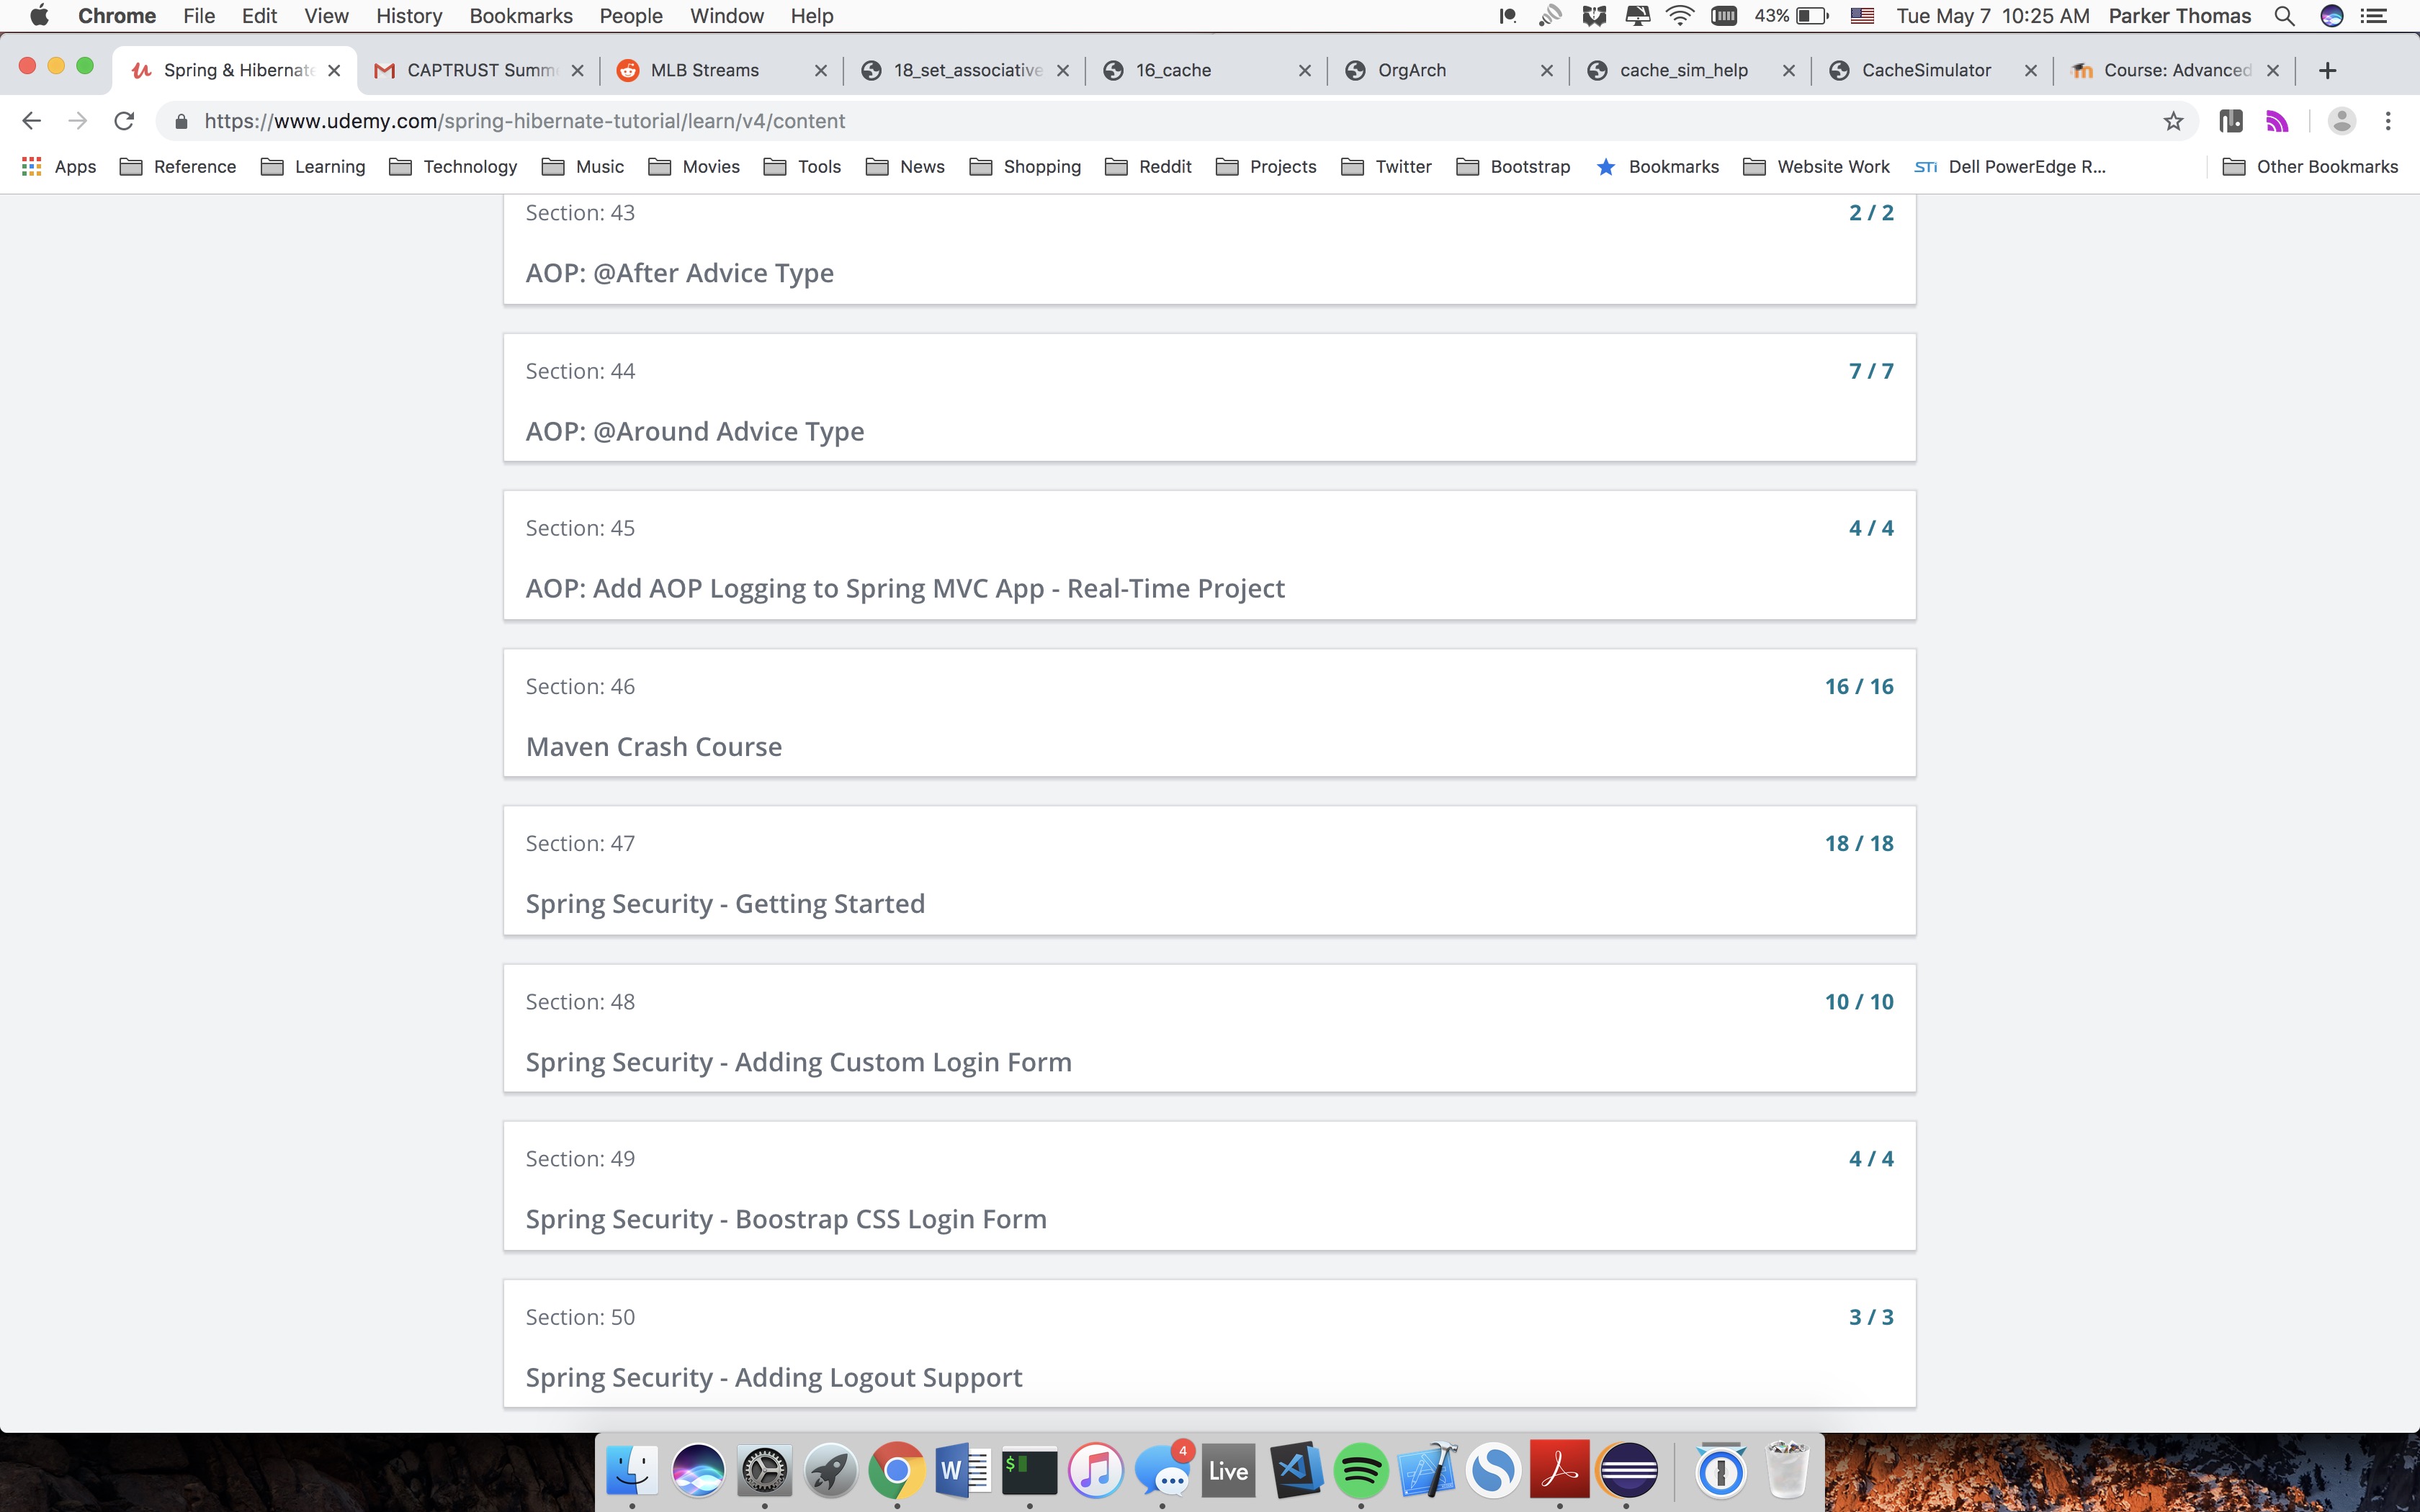 Chrome File Edit View History Bookmarks People Window Help 43% Tue May 7 10:25 AM Parker Thomas
Spring & Hibernate CAPTRUST Summ MLB Streams 18_set_associative 16_cache OrgArch cache_sim_help CacheSimulator Course: Advanced
https://www.udemy.com/spring-hibernate-tutorial/learn/v4/content
Apps Reference Learning Technology Music Movies Tools News Shopping Reddit Projects Twitter Bootstrap Bookmarks Website Work STi Dell PowerEdge R... Other Bookmarks
Section: 43 2 / 2
AOP: @After Advice Type
Section: 44 7 / 7
AOP: @Around Advice Type
Section: 45 4 / 4
AOP: Add AOP Logging to Spring MVC App - Real-Time Project
Section: 46 16 / 16
Maven Crash Course
Section: 47 18 / 18
Spring Security - Getting Started
Section: 48 10 / 10
Spring Security - Adding Custom Login Form
Section: 49 4 / 4
Spring Security - Boostrap CSS Login Form
Section: 50 3 / 3
Spring Security - Adding Logout Support
W $ 4 Live